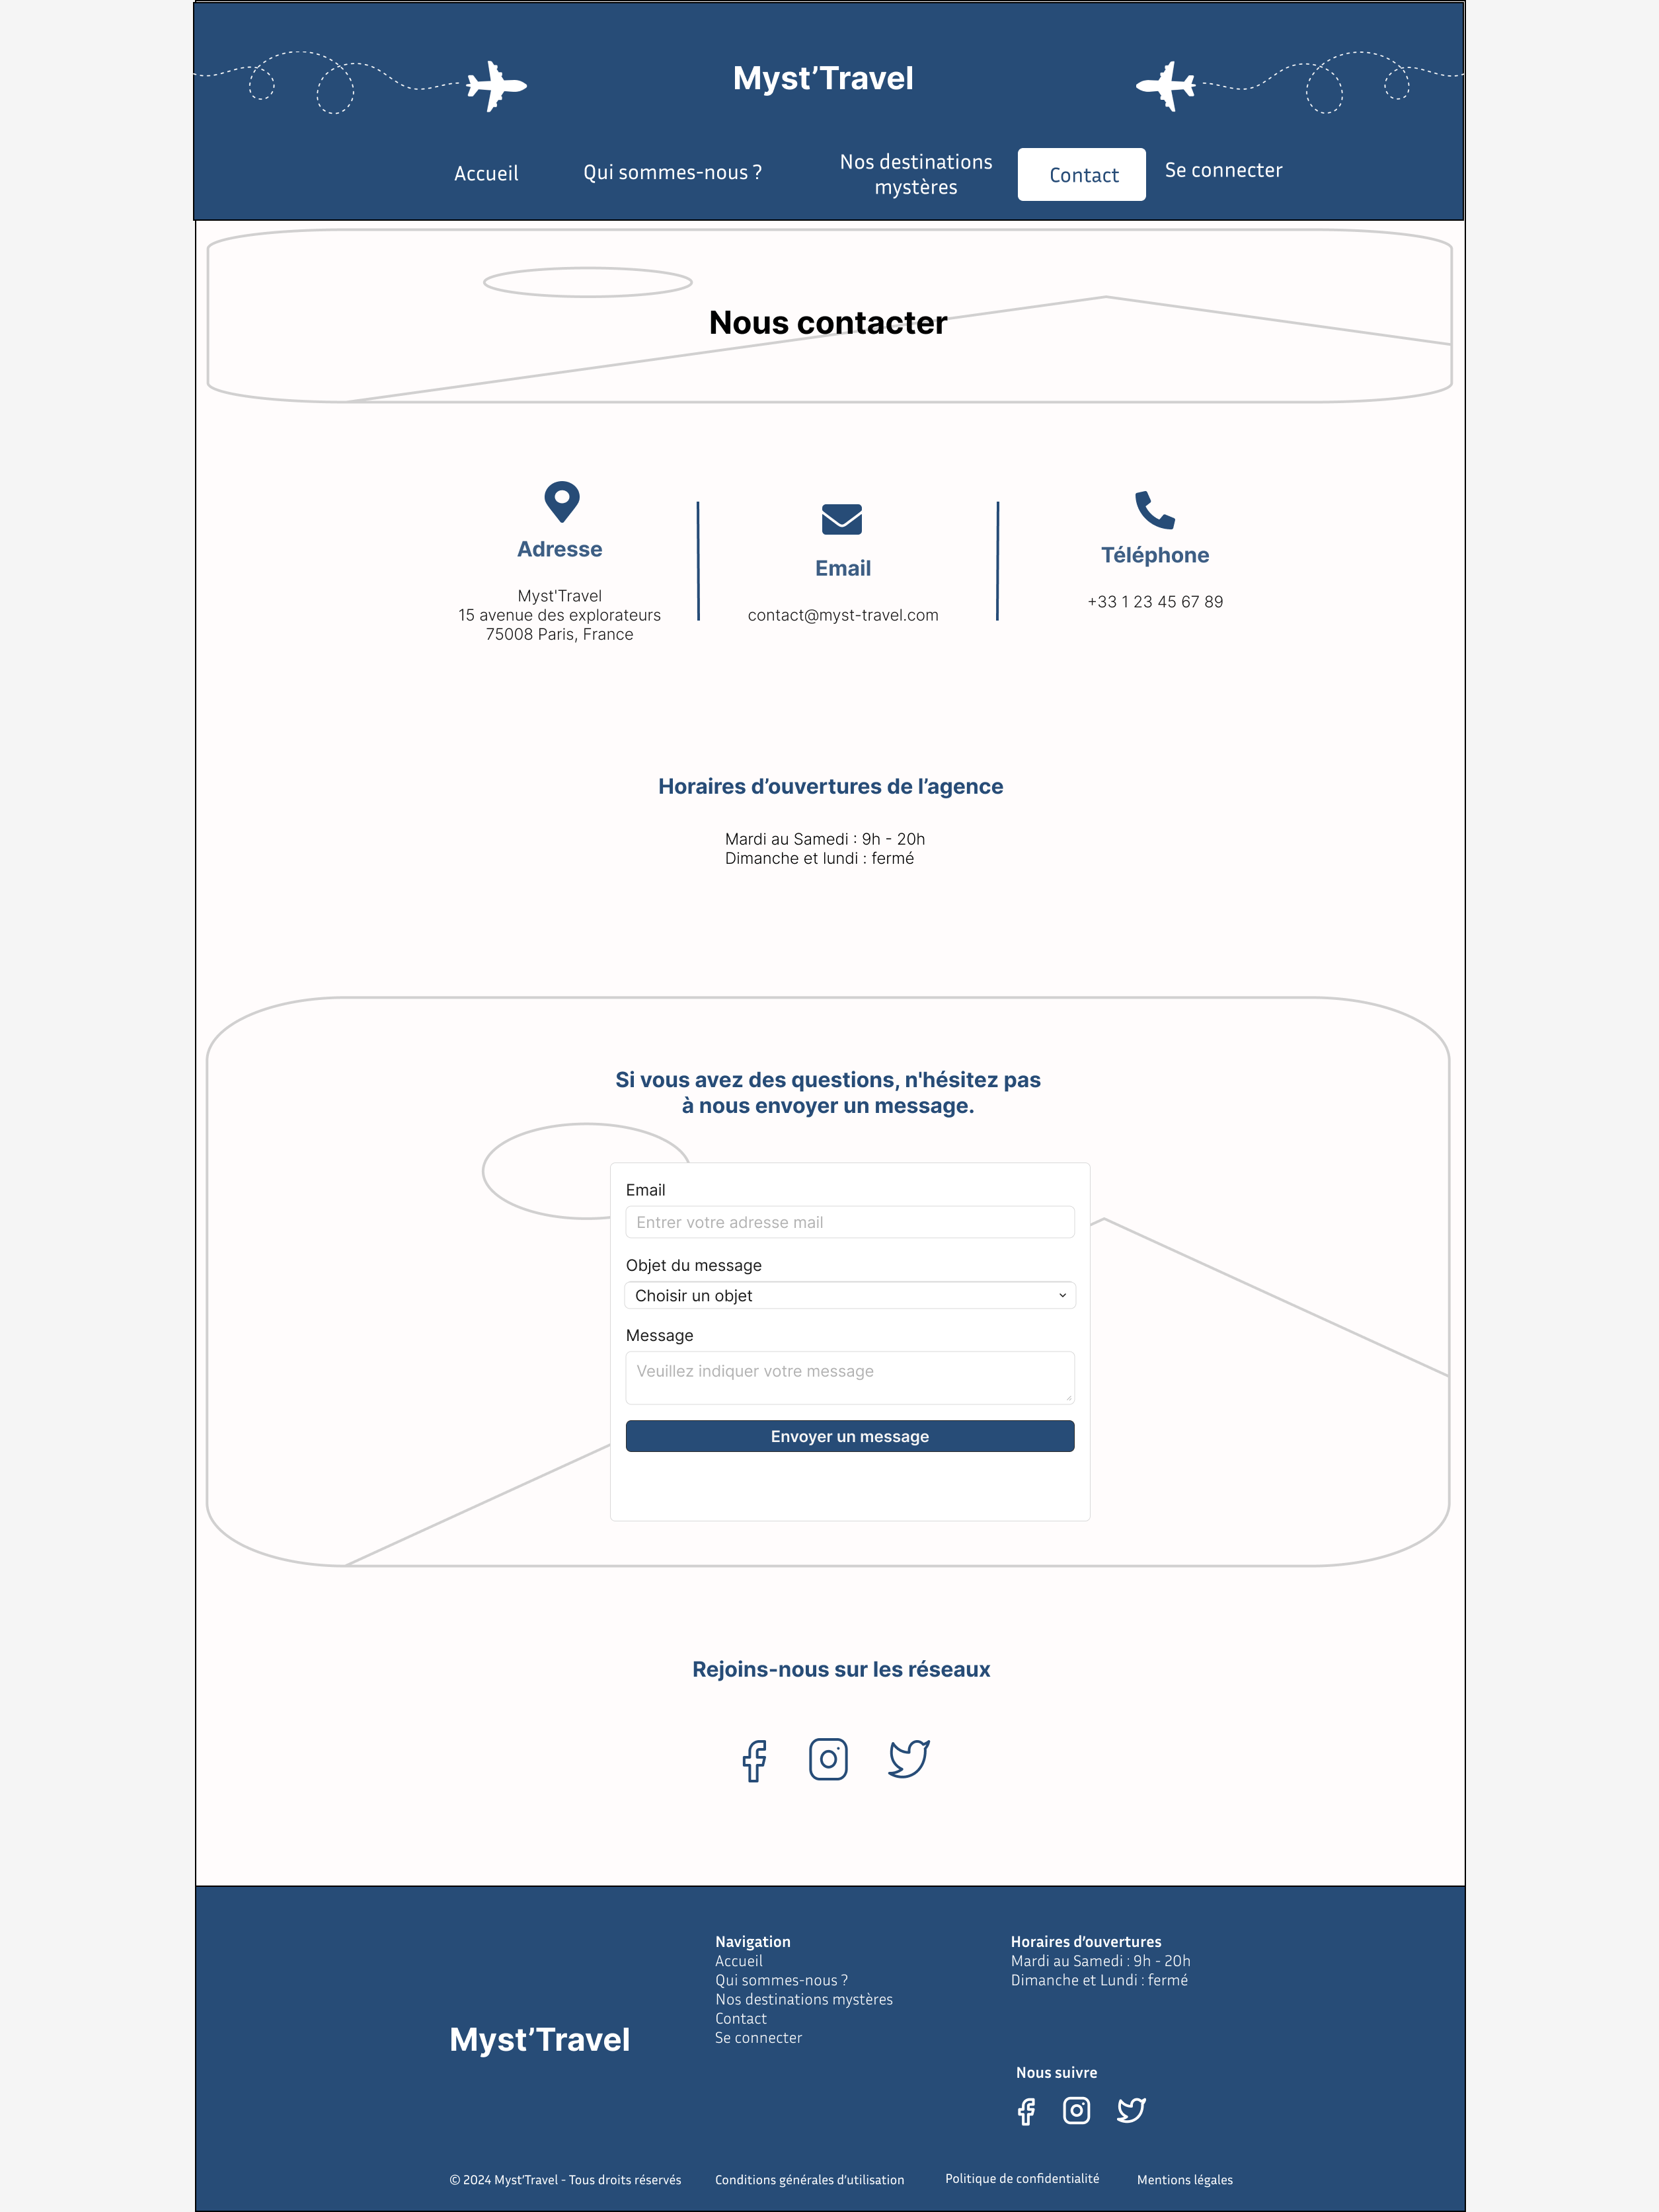 Myst’Travel
Accueil
Qui sommes-nous ?
Nos destinations
mystères
Contact
Se connecter
Nous contacter
Adresse
Myst'Travel
15 avenue des explorateurs
75008 Paris, France
Email
contact@myst-travel.com
Téléphone
+33 1 23 45 67 89
Horaires d’ouvertures de l’agence
Mardi au Samedi : 9h - 20h
Dimanche et lundi : fermé
Si vous avez des questions, n'hésitez pas
à nous envoyer un message.
Email
Entrer votre adresse mail
Objet du message
Choisir un objet
Message
Veuillez indiquer votre message
Envoyer un message
Rejoins-nous sur les réseaux
Myst’Travel
Navigation
Accueil
Qui sommes-nous ?
Nos destinations mystères
Contact
Se connecter
Horaires d’ouvertures
Mardi au Samedi : 9h - 20h
Dimanche et Lundi : fermé
Nous suivre
© 2024 Myst’Travel - Tous droits réservés
Conditions générales d’utilisation
Politique de confidentialité
Mentions légales